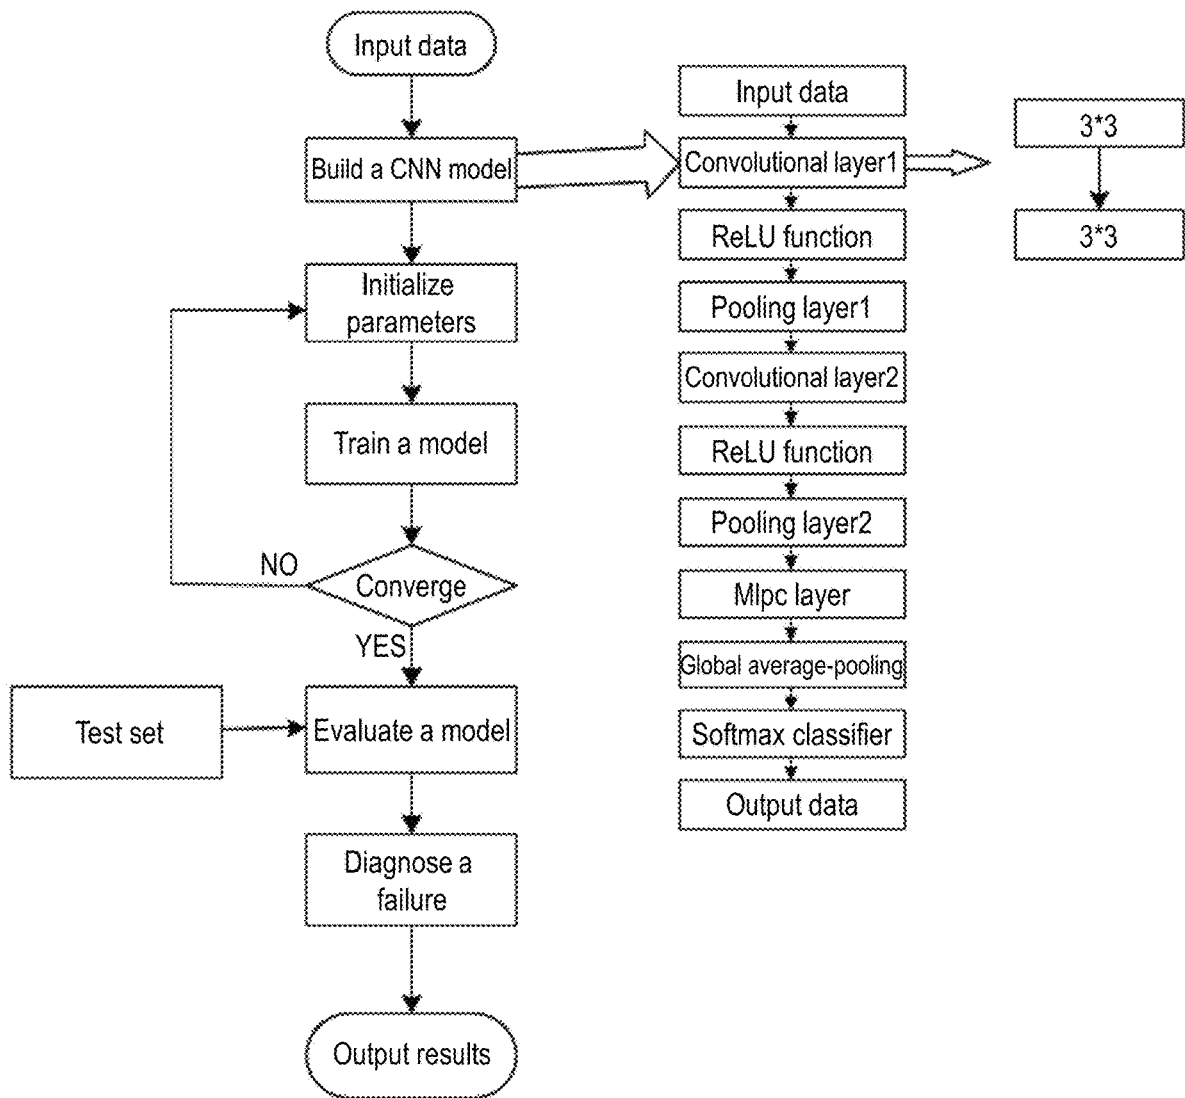 Input data
Build a CNN model
Initialize
parameters
Train a model
NO
Converge
YES
Test set
Evaluate a model
Diagnose a
failure
Output results
Input data
Convolutional layer1
ReLU function
Pooling layer1
Convolutional layer2
ReLU function
Pooling layer2
Mlpc layer
Global average-pooling
Softmax classifier
Output data
3*3
3*3